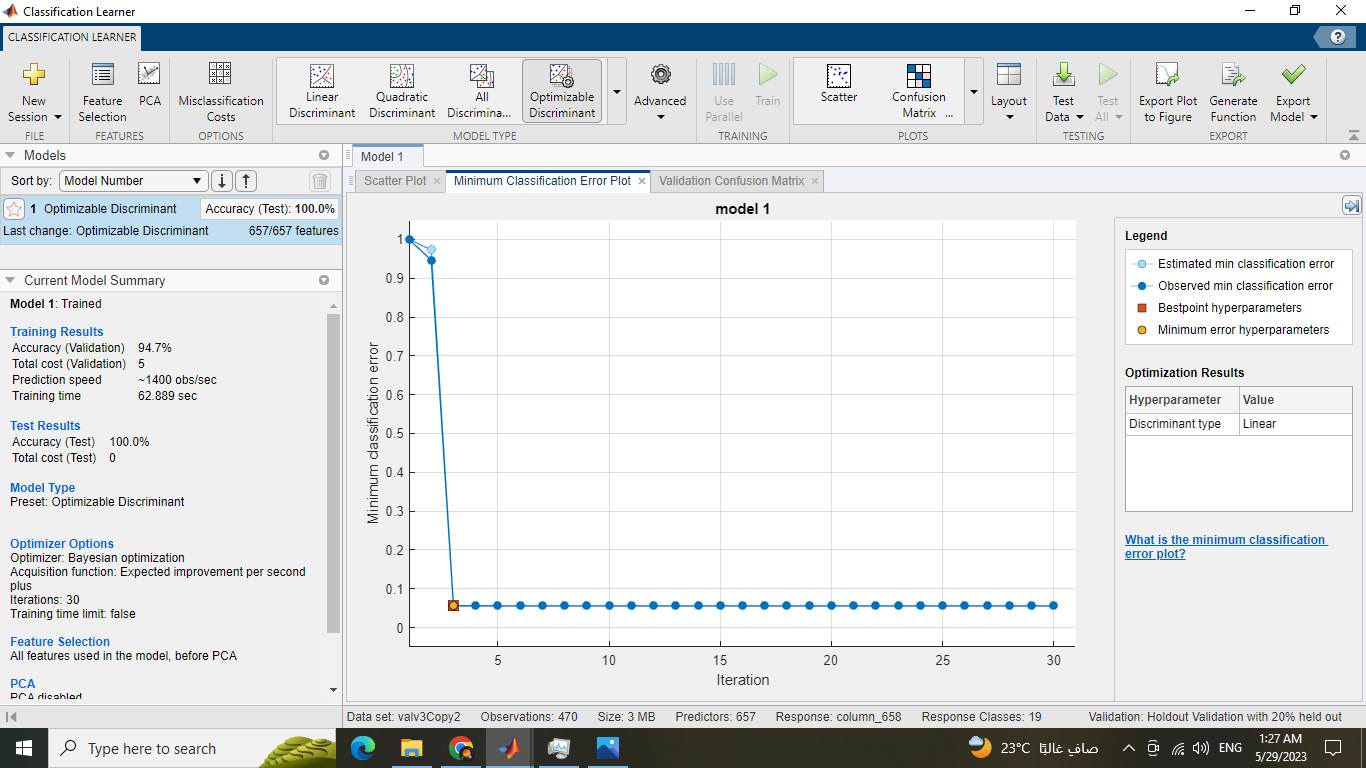 Classification Learner
CLASSIFICATION LEARNER
?
New Session
Feature Selection
PCA
Misclassification Costs
Linear Discriminant
Quadratic Discriminant
All Discrimina...
Optimizable Discriminant
Advanced
Use Parallel
Train
Scatter
Confusion Matrix ...
Layout
Test Data
Test All
Export Plot to Figure
Generate Function
Export Model
FILE
FEATURES
OPTIONS
MODEL TYPE
TRAINING
PLOTS
TESTING
EXPORT
Models
Sort by: Model Number
1 Optimizable Discriminant Accuracy (Test): 100.0%
Last change: Optimizable Discriminant 657/657 features
Current Model Summary
Model 1: Trained
Training Results
Accuracy (Validation) 94.7%
Total cost (Validation) 5
Prediction speed ~1400 obs/sec
Training time 62.889 sec
Test Results
Accuracy (Test) 100.0%
Total cost (Test) 0
Model Type
Preset: Optimizable Discriminant
Optimizer Options
Optimizer: Bayesian optimization
Acquisition function: Expected improvement per second
plus
Iterations: 30
Training time limit: false
Feature Selection
All features used in the model, before PCA
PCA
PCA disabled
Model 1
Scatter Plot
Minimum Classification Error Plot
Validation Confusion Matrix
model 1
Minimum classification error
1
0.9
0.8
0.7
0.6
0.5
0.4
0.3
0.2
0.1
0
5 10 15 20 25 30
Iteration
Legend
Estimated min classification error
Observed min classification error
Bestpoint hyperparameters
Minimum error hyperparameters
Optimization Results
Hyperparameter Value
Discriminant type Linear
What is the minimum classification
error plot?
Data set: valv3Copy2 Observations: 470 Size: 3 MB Predictors: 657 Response: column_658 Response Classes: 19 Validation: Holdout Validation with 20% held out
Type here to search
23°C صافٍ غالبًا
ENG
1:27 AM
5/29/2023